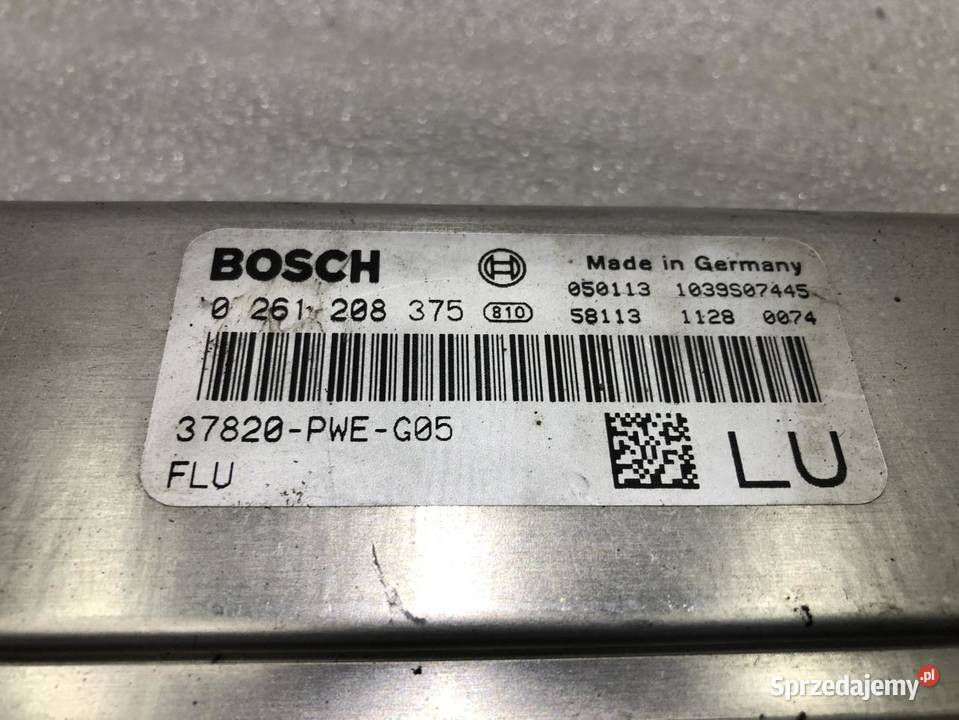 BOSCH
Made in Germany
0 261 208 375 810
050113 1039S07445
58113 1128 0074
37820-PWE-G05
FLU
LU
Sprzedajemy.pl